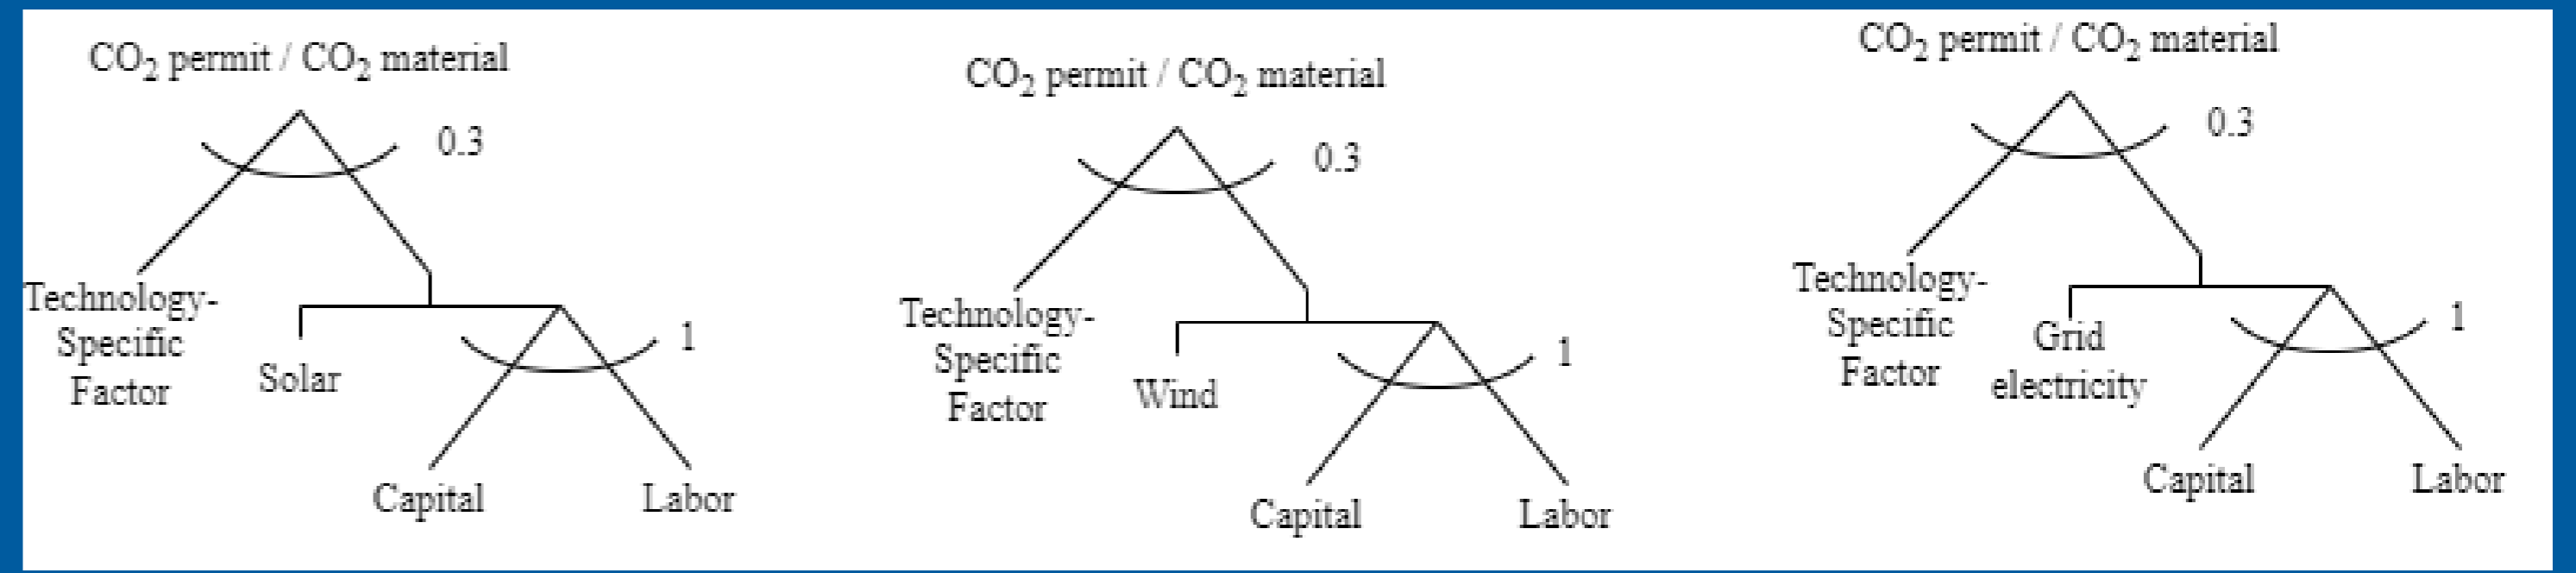 CO₂ permit / CO₂ material
0.3
Technology-
Specific
Factor
Solar
1
Capital
Labor
CO₂ permit / CO₂ material
0.3
Technology-
Specific
Factor
Wind
1
Capital
Labor
CO₂ permit / CO₂ material
0.3
Technology-
Specific
Factor
Grid
electricity
1
Capital
Labor